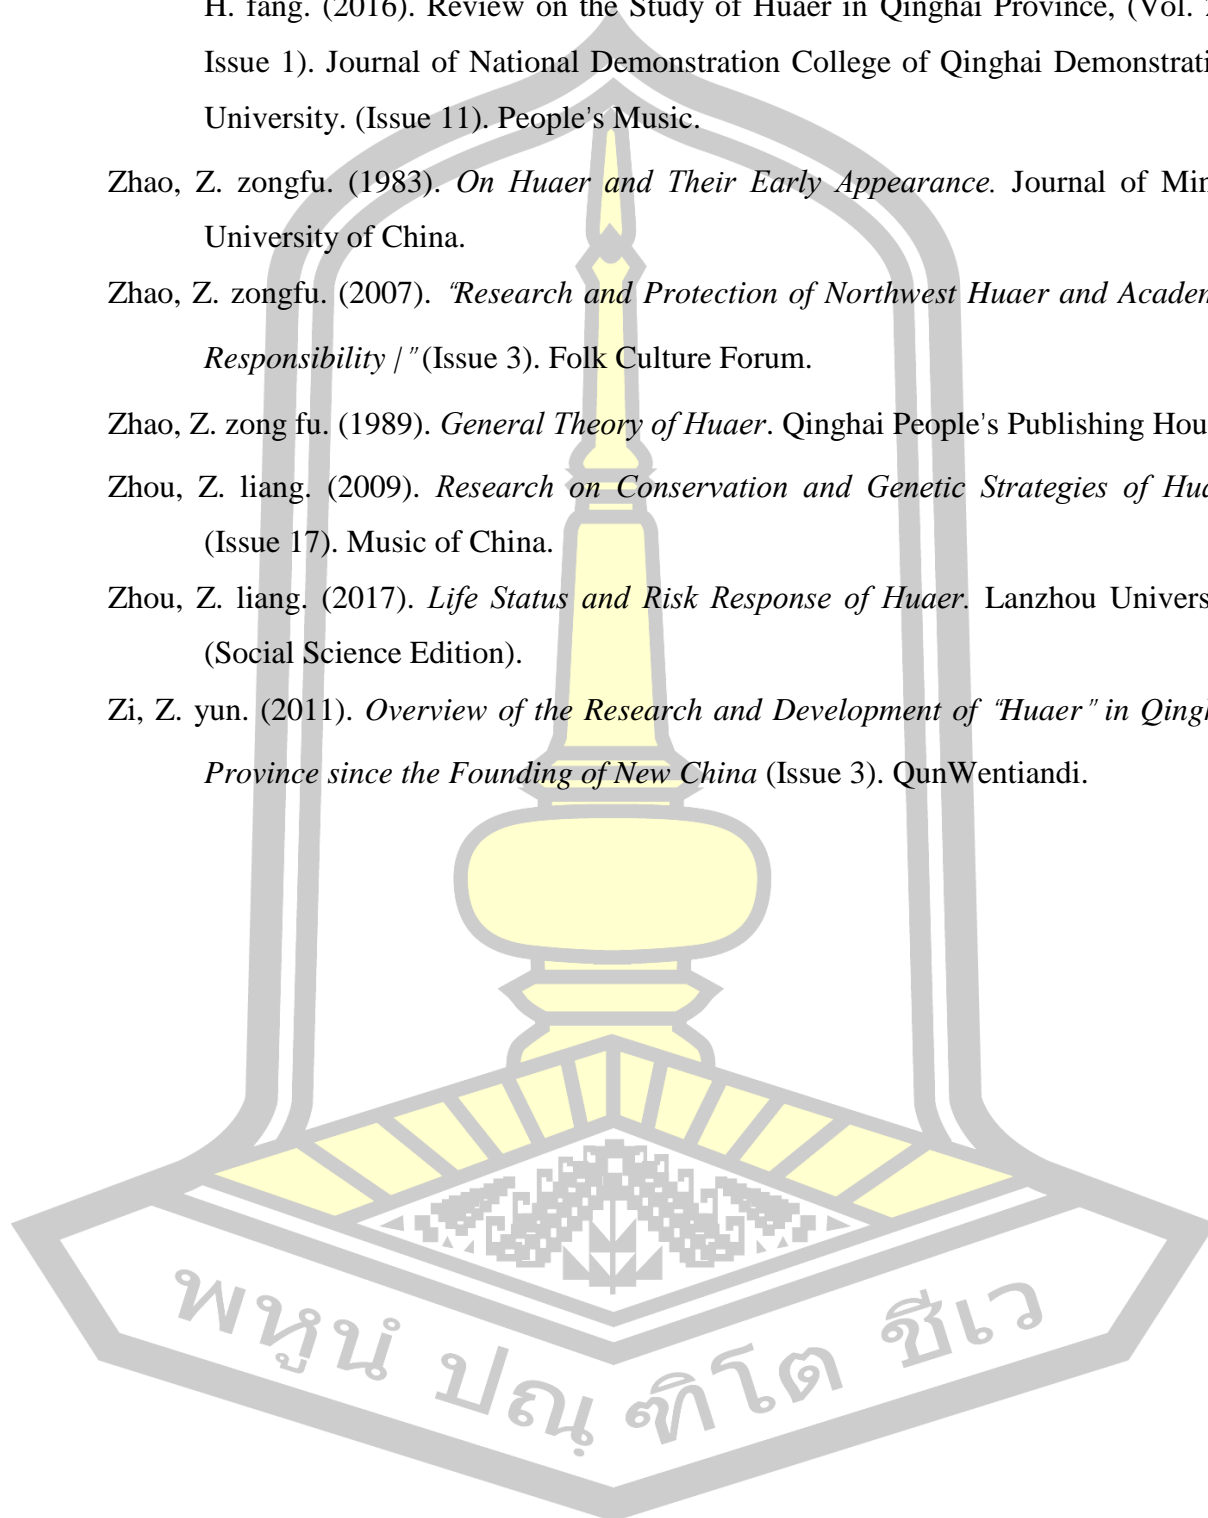 H. fang. (2016). Review on the Study of Huaer in Qinghai Province, (Vol.
Issue 1). Journal of National Demonstration College of Qinghai Demonstrati
University. (Issue 11). People's Music.
Zhao, Z. zongfu. (1983). On Huaer and Their Early Appearance. Journal of Min
University of China.
Zhao, Z. zongfu. (2007). "Research and Protection of Northwest Huaer and Academ
Responsibility |" (Issue 3). Folk Culture Forum.
Zhao, Z. zong fu. (1989). General Theory of Huaer. Qinghai People's Publishing Hou
Zhou, Z. liang. (2009). Research on Conservation and Genetic Strategies of Hua
(Issue 17). Music of China.
Zhou, Z. liang. (2017). Life Status and Risk Response of Huaer. Lanzhou Univers
(Social Science Edition).
Zi, Z. yun. (2011). Overview of the Research and Development of "Huaer" in Qingh
Province since the Founding of New China (Issue 3). QunWentiandi.
พหูนํ ปณฺฑิโต ชีเว